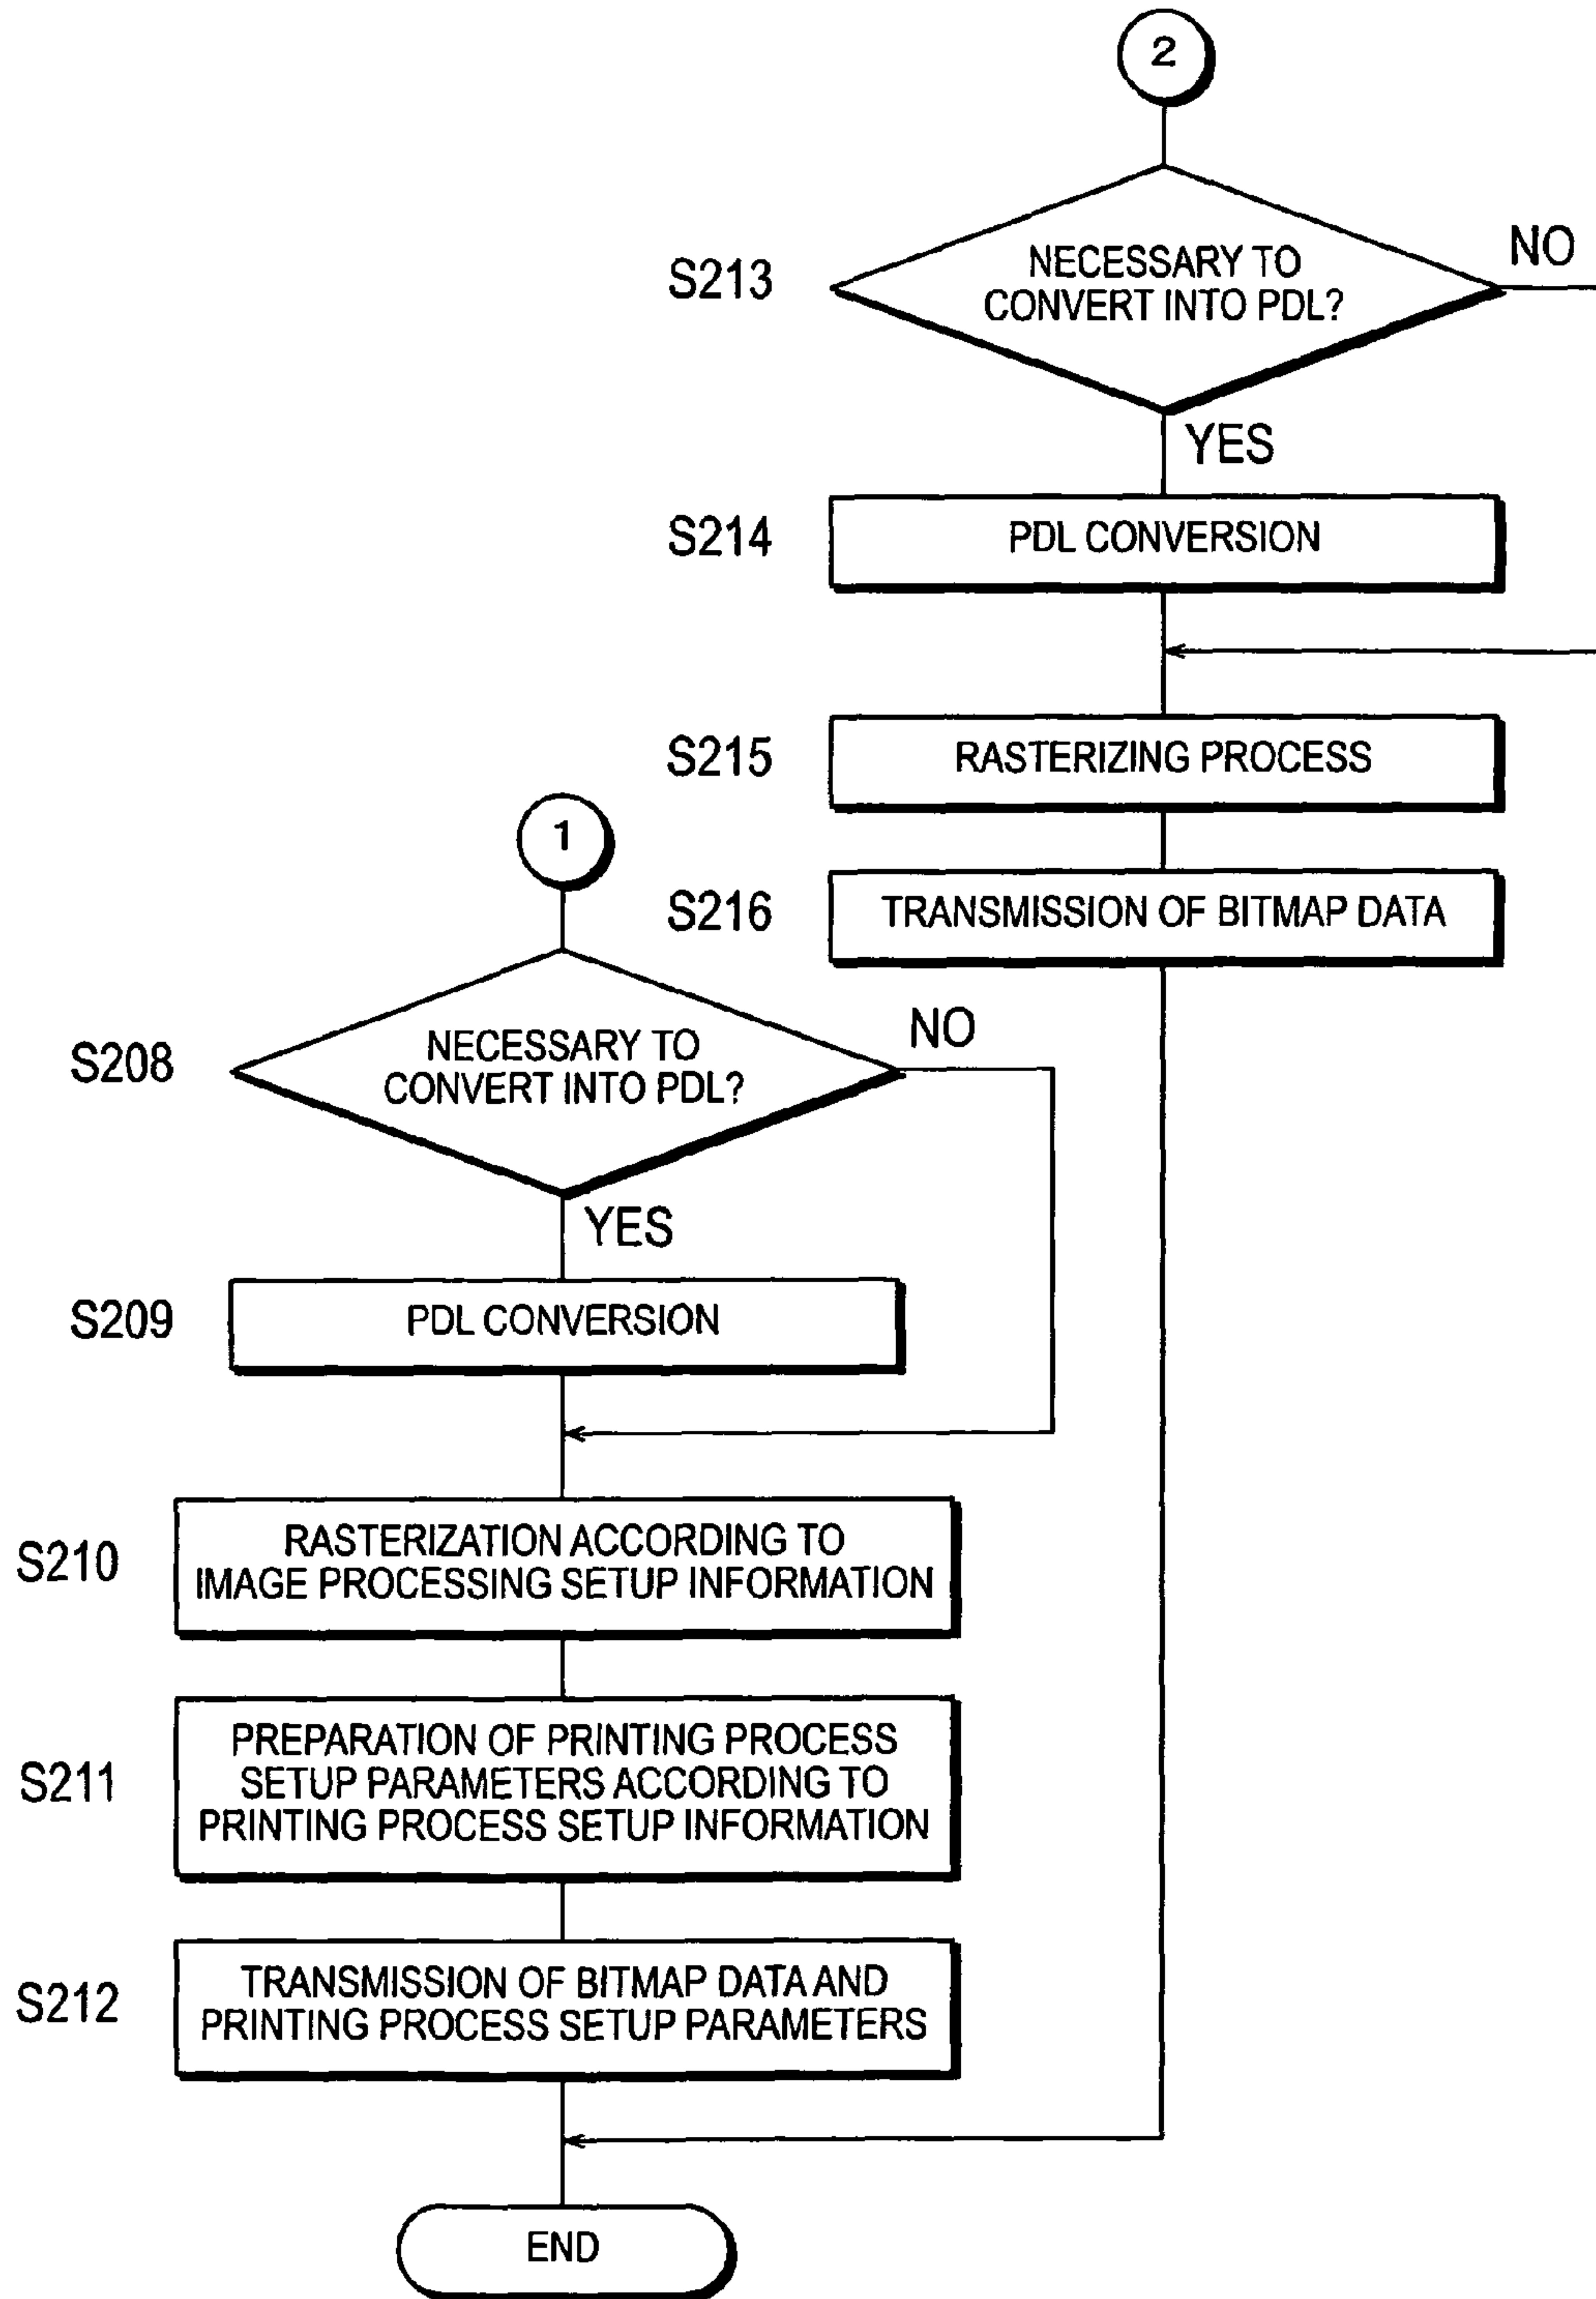 2
S213
NECESSARY TO
CONVERT INTO PDL?
NO
YES
S214
PDL CONVERSION
S215
RASTERIZING PROCESS
S216
TRANSMISSION OF BITMAP DATA
1
S208
NECESSARY TO
CONVERT INTO PDL?
NO
YES
S209
PDL CONVERSION
S210
RASTERIZATION ACCORDING TO
IMAGE PROCESSING SETUP INFORMATION
S211
PREPARATION OF PRINTING PROCESS
SETUP PARAMETERS ACCORDING TO
PRINTING PROCESS SETUP INFORMATION
S212
TRANSMISSION OF BITMAP DATA AND
PRINTING PROCESS SETUP PARAMETERS
END